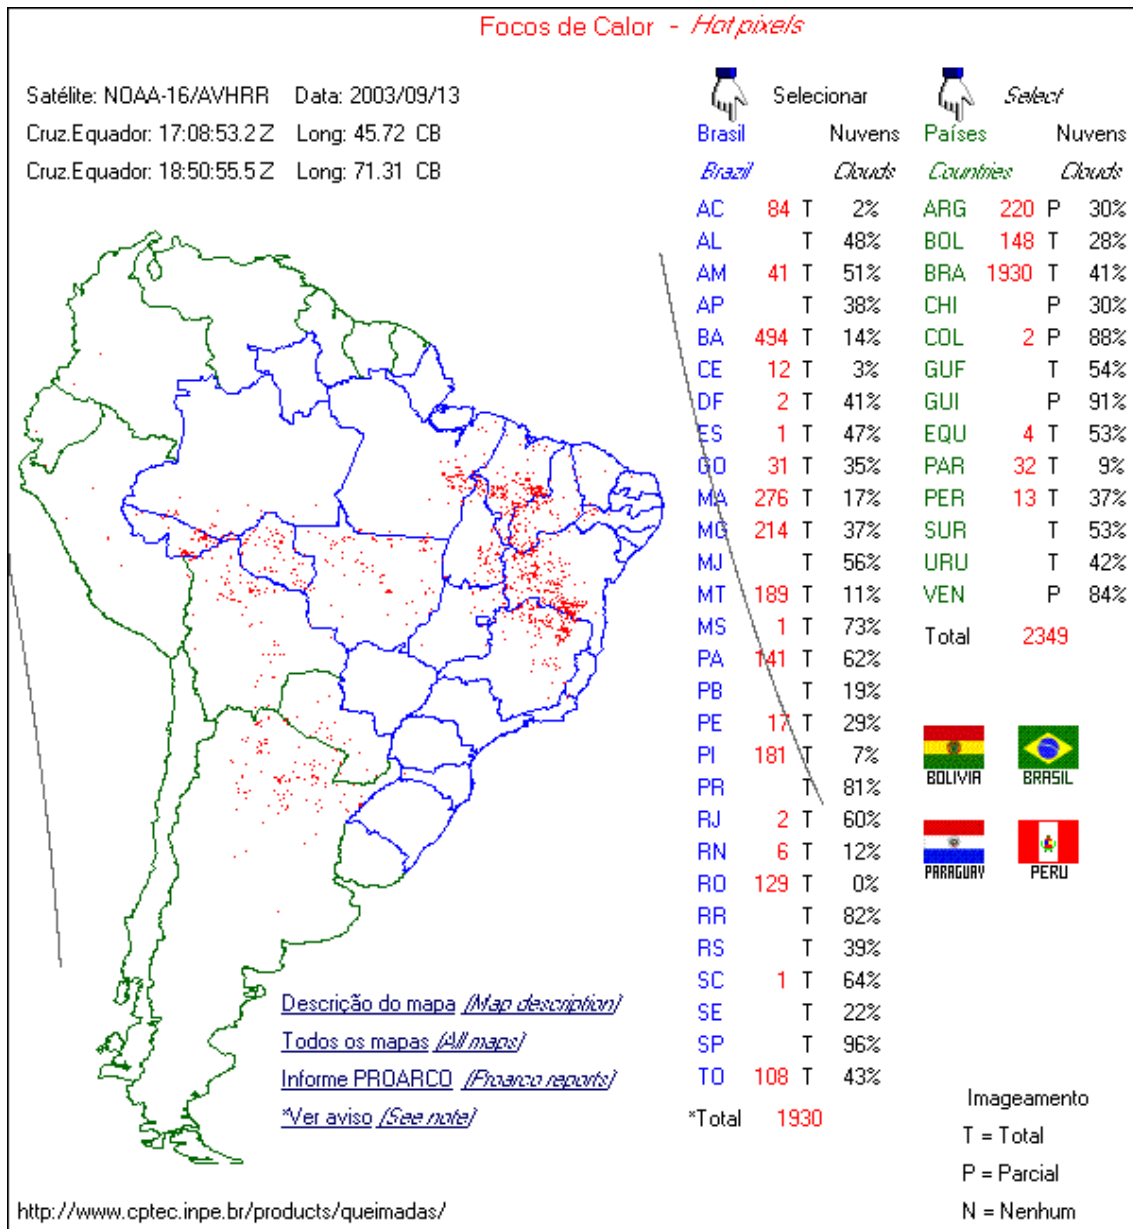 Focos de Calor - Hot pixels
Satélite: NOAA-16/AVHRR Data: 2003/09/13
Cruz.Equador: 17:08:53.2 Z Long: 45.72 CB
Cruz.Equador: 18:50:55.5 Z Long: 71.31 CB
Selecionar
Brasil Nuvens
Brazil Clouds
AC 84 T 2%
AL T 48%
AM 41 T 51%
AP T 38%
BA 494 T 14%
CE 12 T 3%
DF 2 T 41%
ES 1 T 47%
GO 31 T 35%
MA 276 T 17%
MG 214 T 37%
MJ T 56%
MT 189 T 11%
MS 1 T 73%
PA 141 T 62%
PB T 19%
PE 17 T 29%
PI 181 T 7%
PR T 81%
RJ 2 T 60%
RN 6 T 12%
RO 129 T 0%
RR T 82%
RS T 39%
SC 1 T 64%
SE T 22%
SP T 96%
TO 108 T 43%
*Total 1930
Select
Países Nuvens
Countries Clouds
ARG 220 P 30%
BOL 148 T 28%
BRA 1930 T 41%
CHI P 30%
COL 2 P 88%
GUF T 54%
GUI P 91%
EQU 4 T 53%
PAR 32 T 9%
PER 13 T 37%
SUR T 53%
URU T 42%
VEN P 84%
Total 2349
BOLIVIA BRASIL
PARAGUAY PERU
Descrição do mapa (Map description)
Todos os mapas (All maps)
Informe PROARCO (Proarco reports)
*Ver aviso (See note)
Imageamento
T = Total
P = Parcial
N = Nenhum
http://www.cptec.inpe.br/products/queimadas/